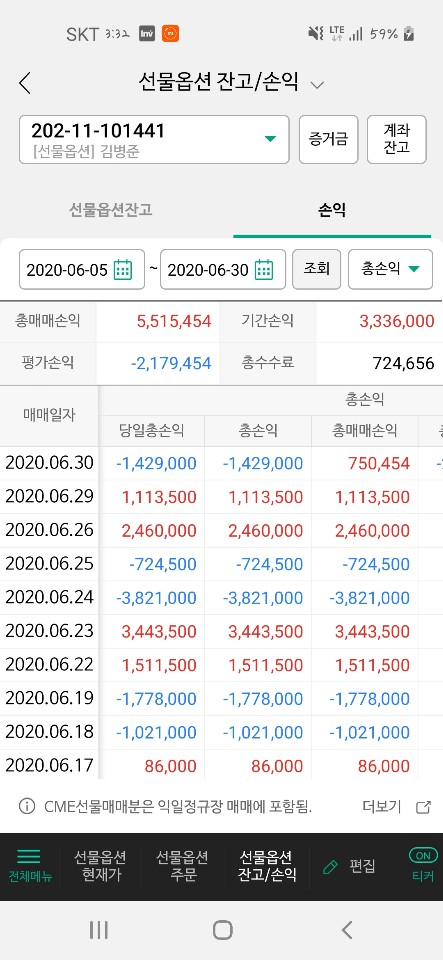 SKT 3:32 LTE 59%
선물옵션 잔고/손익
202-11-101441
[선물옵션] 김병준
증거금
계좌
잔고
선물옵션잔고 손익
2020-06-05 ~ 2020-06-30 조회 총손익
총매매손익 5,515,454 기간손익 3,336,000
평가손익 -2,179,454 총수수료 724,656
매매일자 총손익
당일총손익 총손익 총매매손익
2020.06.30 -1,429,000 -1,429,000 750,454
2020.06.29 1,113,500 1,113,500 1,113,500
2020.06.26 2,460,000 2,460,000 2,460,000
2020.06.25 -724,500 -724,500 -724,500
2020.06.24 -3,821,000 -3,821,000 -3,821,000
2020.06.23 3,443,500 3,443,500 3,443,500
2020.06.22 1,511,500 1,511,500 1,511,500
2020.06.19 -1,778,000 -1,778,000 -1,778,000
2020.06.18 -1,021,000 -1,021,000 -1,021,000
2020.06.17 86,000 86,000 86,000
CME선물매매분은 익일정규장 매매에 포함됨. 더보기
전체메뉴
선물옵션
현재가
선물옵션
주문
선물옵션
잔고/손익
편집
ON
티커